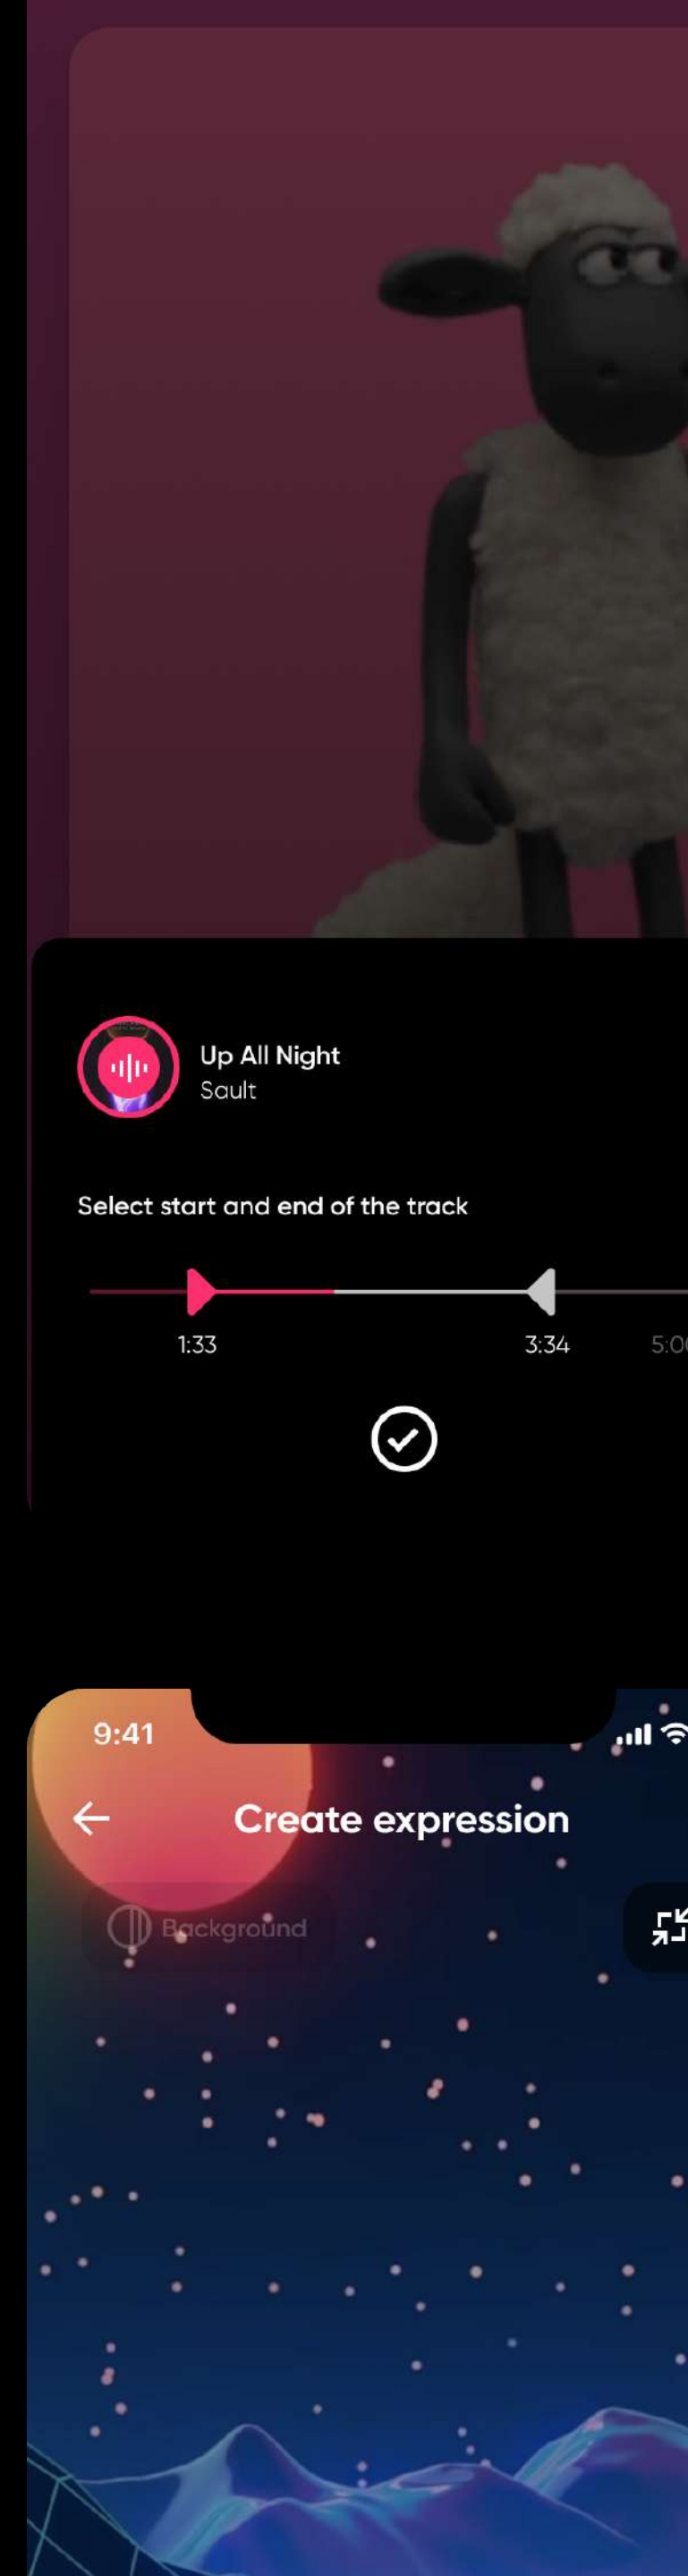 Up All Night
Sault
Select start and end of the track
1:33
3:34
9:41
Create expression
Background